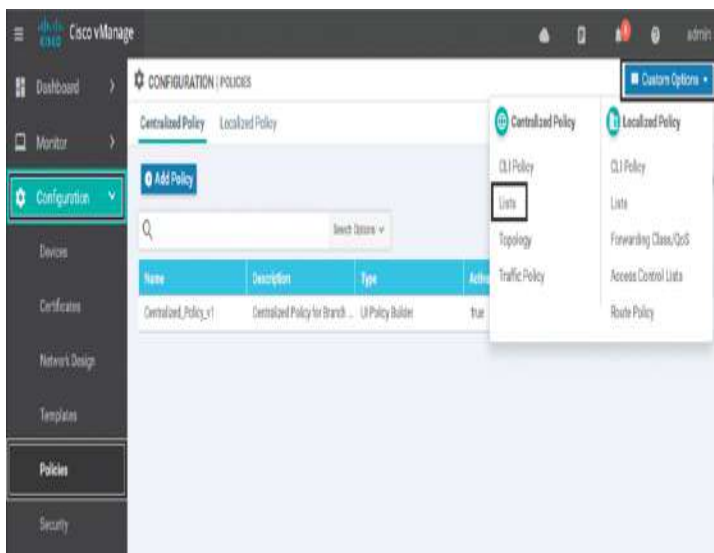 CISCO Cisco vManage
admin
Dashboard
Monitor
Configuration
Devices
Certificates
Network Design
Templates
Policies
Security
CONFIGURATION | POLICIES
Custom Options
Centralized Policy Localized Policy
Add Policy
Search Options
Name Description Type
Centralized_Policy_v1 Centralized Policy for Branch ... UI Policy Builder true
Centralized Policy
CLI Policy
Lists
Topology
Traffic Policy
Localized Policy
CLI Policy
Lists
Forwarding Class/QoS
Access Control Lists
Route Policy